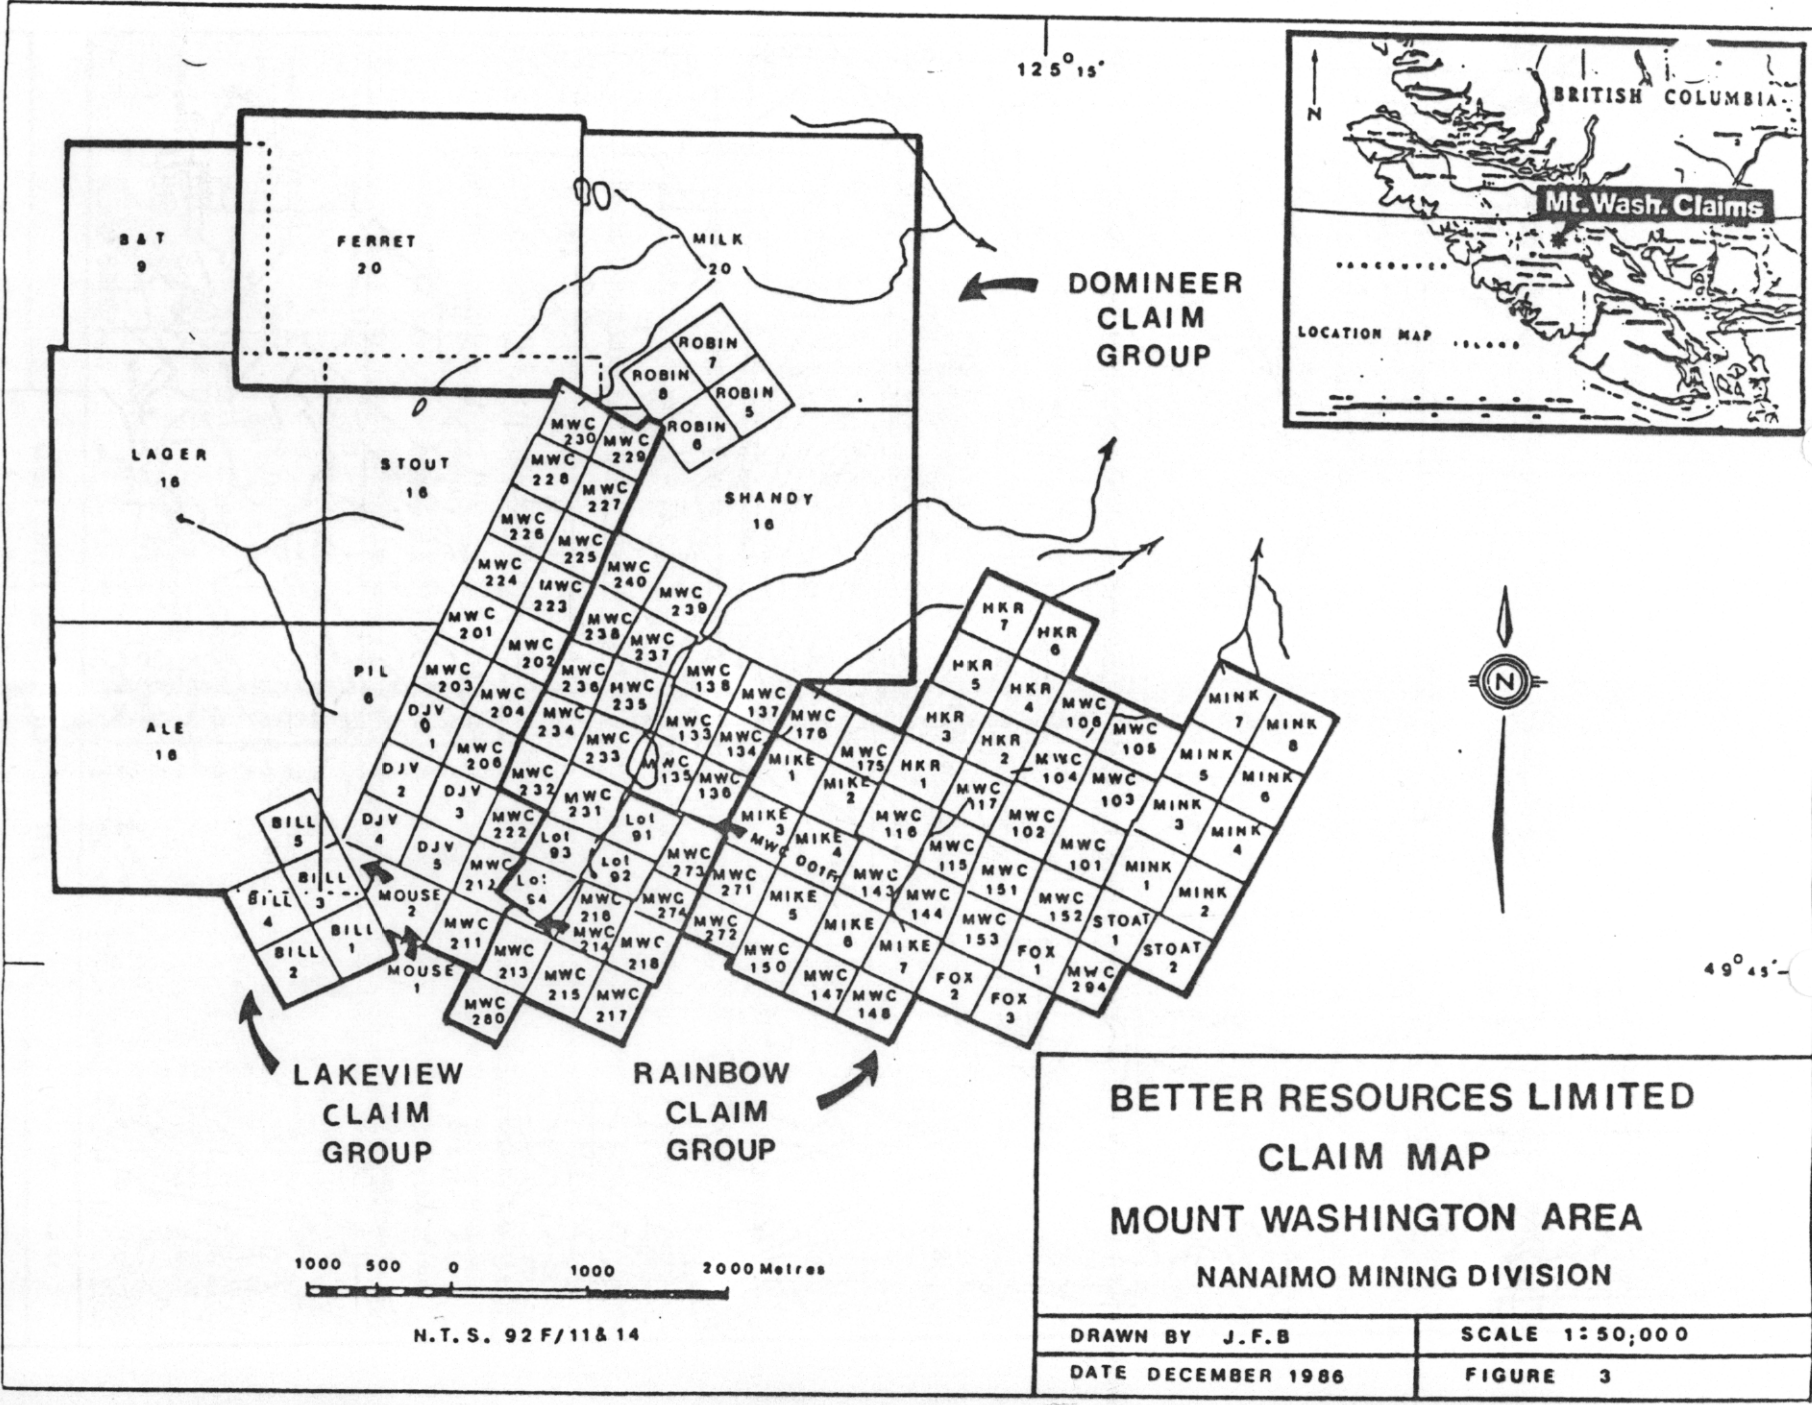 125°15'
N
BRITISH COLUMBIA
Mt. Wash. Claims
VANCOUVER
ISLAND
LOCATION MAP
B&T
9
FERRET
20
MILK
20
DOMINEER
CLAIM
GROUP
ROBIN
7
ROBIN
8
ROBIN
5
ROBIN
6
LAGER
16
STOUT
16
SHANDY
16
MWC
230
MWC
229
MWC
228
MWC
227
MWC
226
MWC
225
MWC
224
MWC
223
MWC
240
MWC
239
MWC
201
MWC
202
MWC
238
MWC
237
PIL
ALE
MWC
203
MWC
204
MWC
236
MWC
235
MWC
138
MWC
137
DJV
1
MWC
206
MWC
234
MWC
233
MWC
133
MWC
134
MWC
135
MWC
136
DJV
2
DJV
3
MWC
232
MWC
231
DJV
4
DJV
5
MWC
222
MWC
212
Lot
93
Lot
91
Lot
92
94
MWC
273
MWC
274
MWC
216
MWC
214
MWC
218
MWC
211
MWC
213
MWC
215
MWC
217
MWC
280
BILL
5
BILL
3
BILL
4
BILL
1
BILL
2
MOUSE
2
MOUSE
1
MWC
176
MWC
175
MIKE
1
MIKE
2
MIKE
3
MIKE
4
MWC 001Fr
MWC
271
MWC
272
MIKE
5
MIKE
6
MIKE
7
MWC
150
MWC
147
MWC
148
HKR
7
HKR
6
HKR
5
HKR
4
HKR
3
HKR
2
HKR
1
MWC
106
MWC
105
MWC
104
MWC
103
MWC
117
MWC
102
MWC
101
MWC
116
MWC
115
MWC
151
MWC
152
MWC
143
MWC
144
MWC
153
FOX
1
FOX
2
FOX
3
MWC
294
MINK
7
MINK
8
MINK
5
MINK
6
MINK
3
MINK
4
MINK
1
MINK
2
STOAT
1
STOAT
2
N
49°45'
LAKEVIEW
CLAIM
GROUP
RAINBOW
CLAIM
GROUP
1000 500 0 1000 2000 Metres
N.T.S. 92 F/11 & 14
BETTER RESOURCES LIMITED
CLAIM MAP
MOUNT WASHINGTON AREA
NANAIMO MINING DIVISION
DRAWN BY J.F.B
SCALE 1:50;000
DATE DECEMBER 1986
FIGURE 3